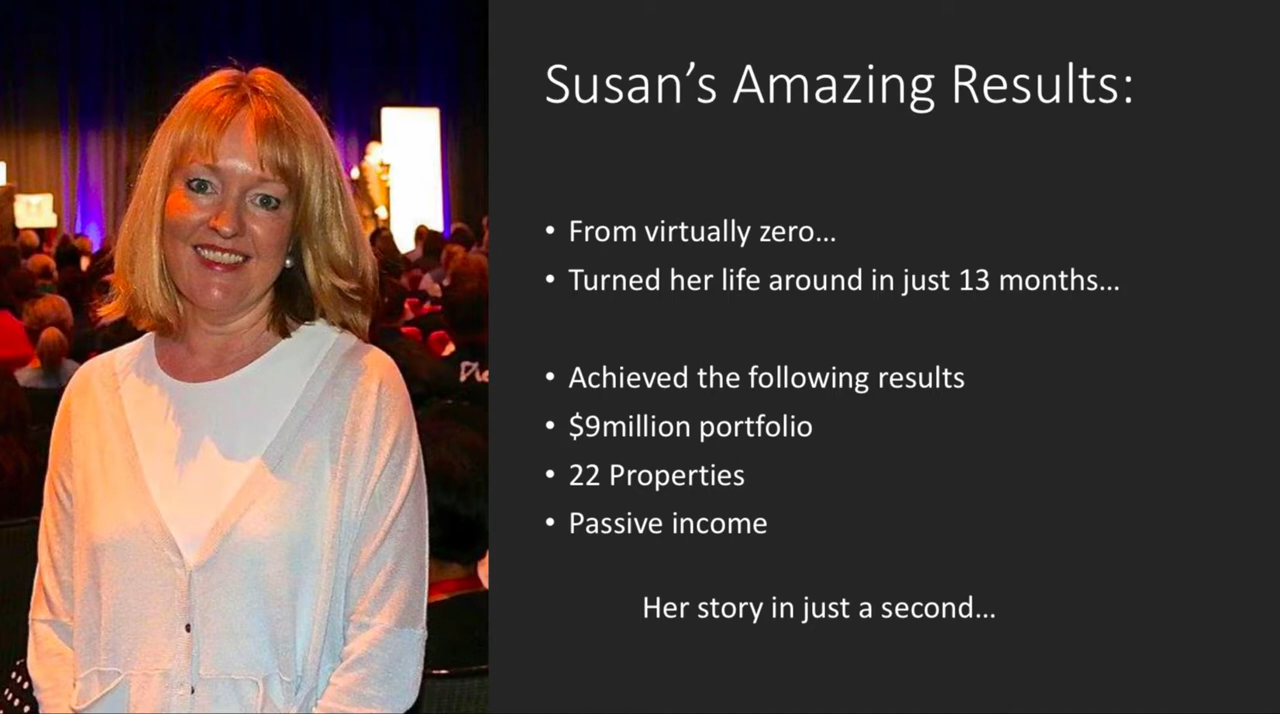 Susan’s Amazing Results:
• From virtually zero…
• Turned her life around in just 13 months…
• Achieved the following results
• $9million portfolio
• 22 Properties
• Passive income
Her story in just a second…